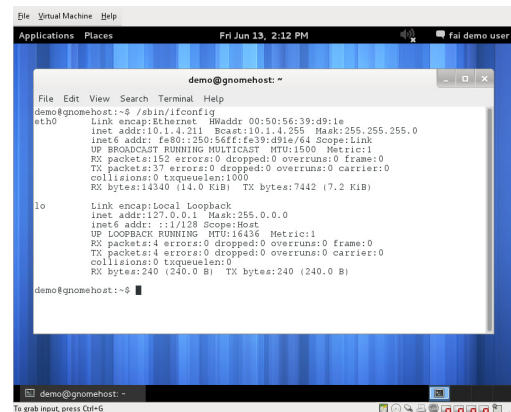 File Virtual Machine Help
Applications Places Fri Jun 13, 2:12 PM fai demo user
demo@gnomehost: ~
File Edit View Search Terminal Help
demo@gnomehost:~$ /sbin/ifconfig
eth0 Link encap:Ethernet HWaddr 00:50:56:39:d9:1e
inet addr:10.1.4.211 Bcast:10.1.4.255 Mask:255.255.255.0
inet6 addr: fe80::250:56ff:fe39:d91e/64 Scope:Link
UP BROADCAST RUNNING MULTICAST MTU:1500 Metric:1
RX packets:152 errors:0 dropped:0 overruns:0 frame:0
TX packets:37 errors:0 dropped:0 overruns:0 carrier:0
collisions:0 txqueuelen:1000
RX bytes:14340 (14.0 KiB) TX bytes:7442 (7.2 KiB)
lo Link encap:Local Loopback
inet addr:127.0.0.1 Mask:255.0.0.0
inet6 addr: ::1/128 Scope:Host
UP LOOPBACK RUNNING MTU:16436 Metric:1
RX packets:4 errors:0 dropped:0 overruns:0 frame:0
TX packets:4 errors:0 dropped:0 overruns:0 carrier:0
collisions:0 txqueuelen:0
RX bytes:240 (240.0 B) TX bytes:240 (240.0 B)
demo@gnomehost:~$
demo@gnomehost: ~
To grab input, press Ctrl+G